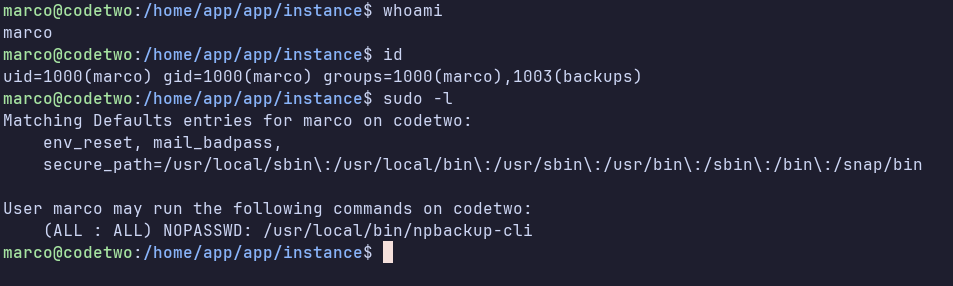 marco@codetwo:/home/app/app/instance$ whoami
marco
marco@codetwo:/home/app/app/instance$ id
uid=1000(marco) gid=1000(marco) groups=1000(marco),1003(backups)
marco@codetwo:/home/app/app/instance$ sudo -l
Matching Defaults entries for marco on codetwo:
    env_reset, mail_badpass,
    secure_path=/usr/local/sbin\:/usr/local/bin\:/usr/sbin\:/usr/bin\:/sbin\:/bin\:/snap/bin

User marco may run the following commands on codetwo:
    (ALL : ALL) NOPASSWD: /usr/local/bin/npbackup-cli
marco@codetwo:/home/app/app/instance$